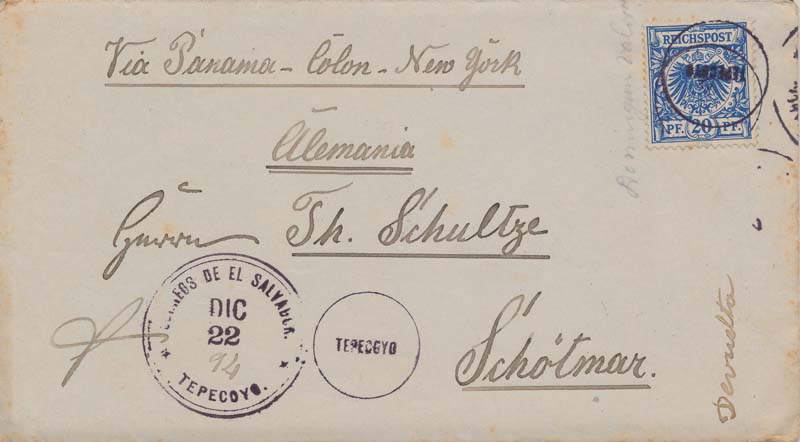 Via Panama - Colon - New York
REICHSPOST
PF. 20 PF.
Alemania
Herrn Th. Schultze
CORREOS DE EL SALVADOR.
DIC
22
94
TEPECOYO.
TEPECOYO
Schötmar.
Devuelta